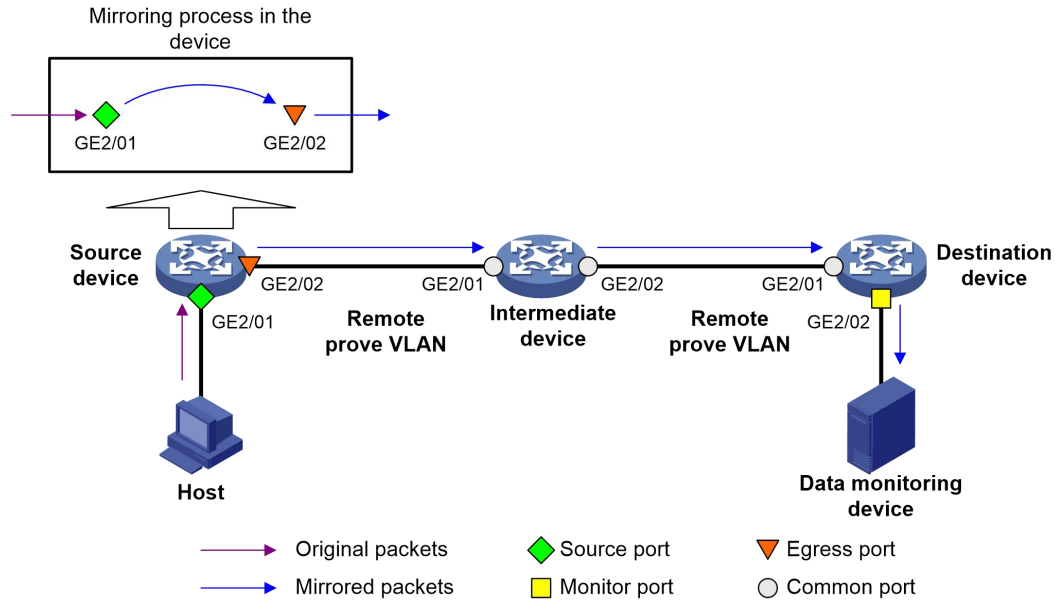 Mirroring process in the
device
GE2/01
GE2/02
Source
device
GE2/02
GE2/01
GE2/01
GE2/02
Intermediate
device
GE2/01
GE2/02
Destination
device
Remote
prove VLAN
Remote
prove VLAN
Host
Data monitoring
device
Original packets
Source port
Egress port
Mirrored packets
Monitor port
Common port